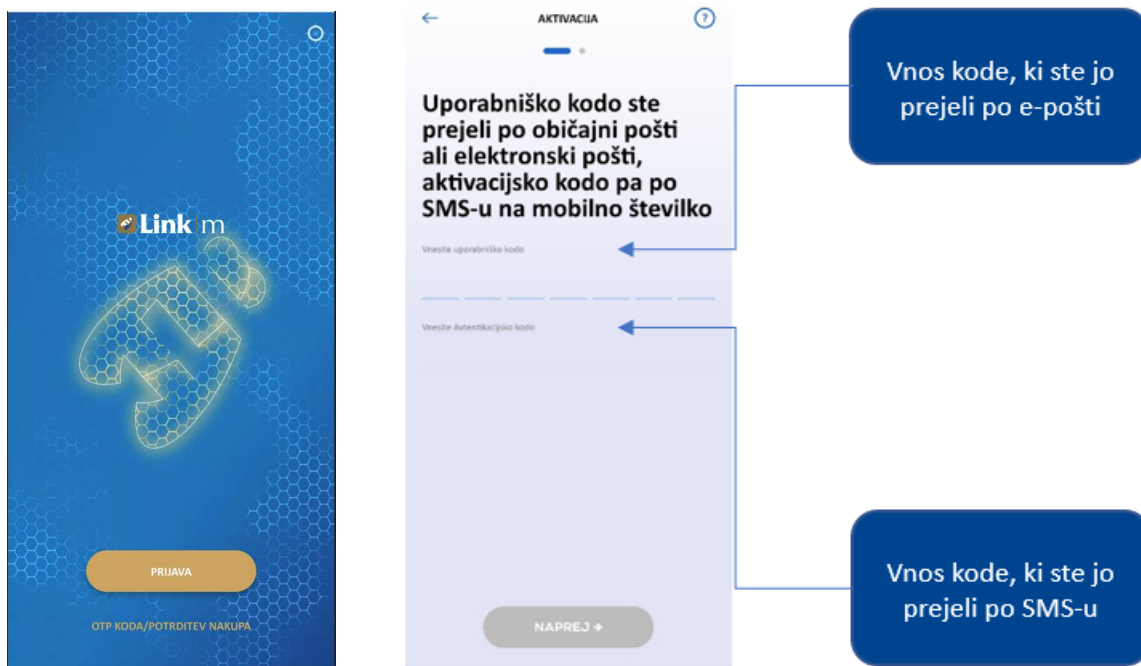 Link m
PRIJAVA
OTP KODA/POTRDITEV NAKUPA
AKTIVACIJA
?
Uporabniško kodo ste
prejeli po običajni pošti
ali elektronski pošti,
aktivacijsko kodo pa po
SMS-u na mobilno številko
Vnesite uporabniško kodo
Vnesite Avtentikacijsko kodo
NAPREJ →
Vnos kode, ki ste jo
prejeli po e-pošti
Vnos kode, ki ste jo
prejeli po SMS-u